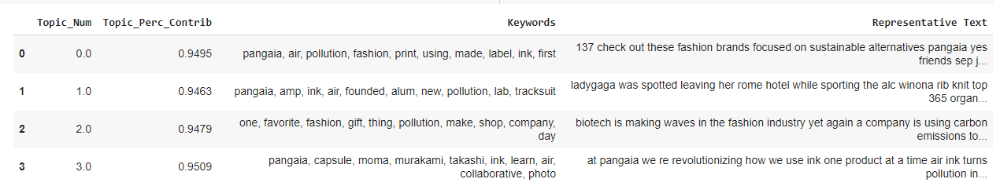 Topic_Num Topic_Perc_Contrib Keywords Representative Text
0 0.0 0.9495 pangaia, air, pollution, fashion, print, using, made, label, ink, first 137 check out these fashion brands focused on sustainable alternatives pangaia yes
friends sep j...
1 1.0 0.9463 pangaia, amp, ink, air, founded, alum, new, pollution, lab, tracksuit ladygaga was spotted leaving her rome hotel while sporting the alc winona rib knit top
365 organ...
2 2.0 0.9479 one, favorite, fashion, gift, thing, pollution, make, shop, company,
day biotech is making waves in the fashion industry yet again a company is using carbon
emissions to...
3 3.0 0.9509 pangaia, capsule, moma, murakami, takashi, ink, learn, air,
collaborative, photo at pangaia we re revolutionizing how we use ink one product at a time air ink turns
pollution in...